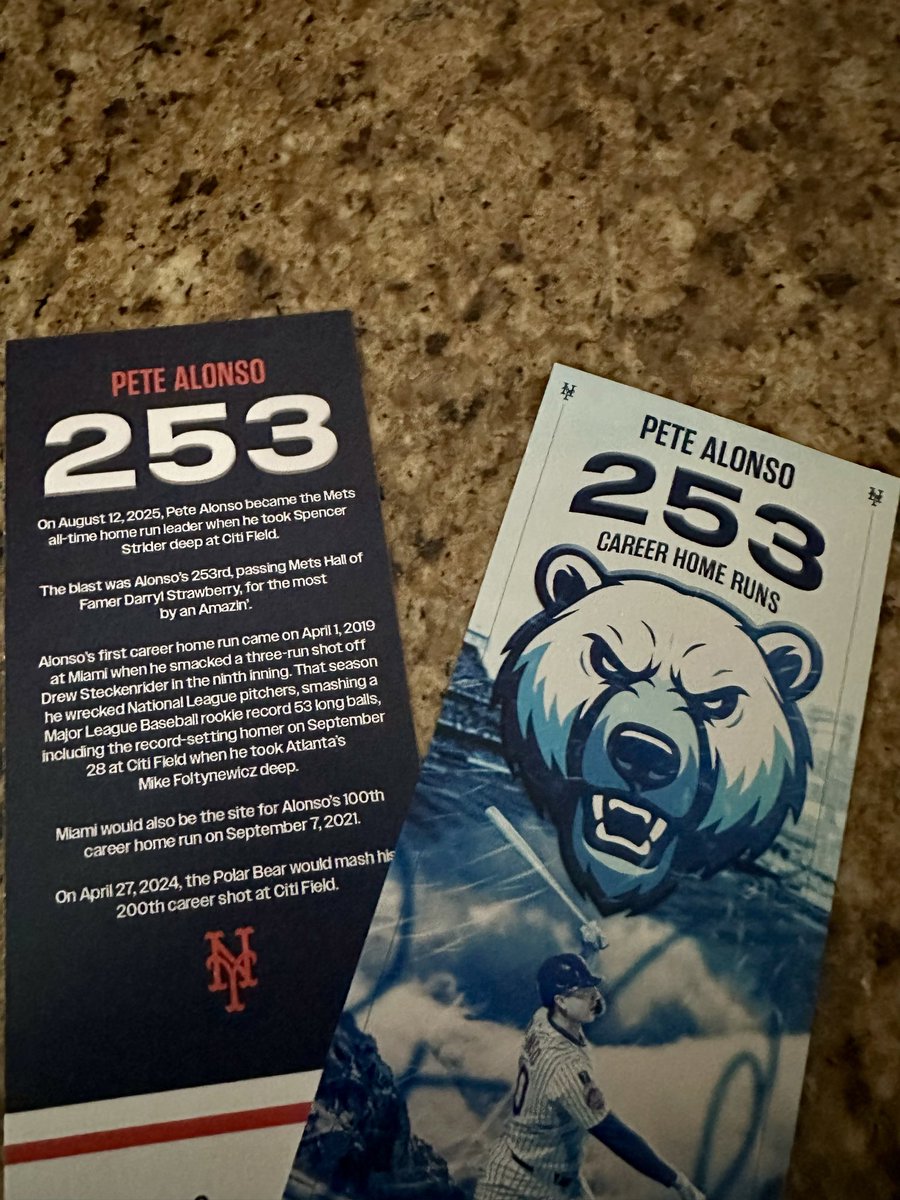 PETE ALONSO
253
On August 12, 2025, Pete Alonso became the Mets
all-time home run leader when he took Spencer
Strider deep at Citi Field.
The blast was Alonso's 253rd, passing Mets Hall of
Famer Darryl Strawberry, for the most
by an Amazin'.
Alonso's first career home run came on April 1, 2019
at Miami when he smacked a three-run shot off
Drew Steckenrider in the ninth inning. That season
he wrecked National League pitchers, smashing a
Major League Baseball rookie record 53 long balls,
including the record-setting homer on September
28 at Citi Field when he took Atlanta's
Mike Foltynewicz deep.
Miami would also be the site for Alonso's 100th
career home run on September 7, 2021.
On April 27, 2024, the Polar Bear would mash his
200th career shot at Citi Field.
NY
NY
PETE ALONSO
NY
253
CAREER HOME RUNS